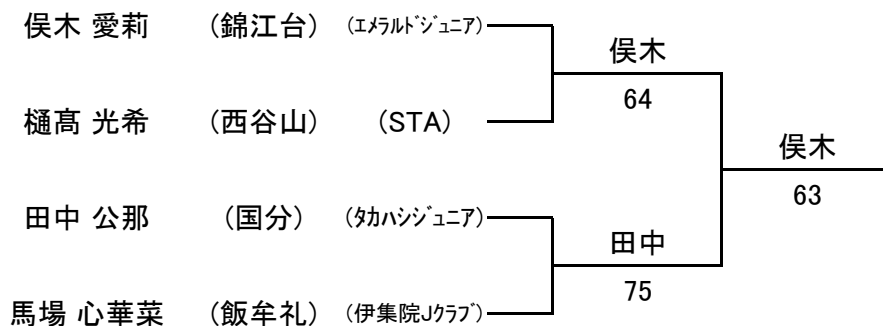 俣木 愛莉 (錦江台) (ｴﾒﾗﾙﾄﾞｼﾞｭﾆｱ)
俣木
64
樋髙 光希 (西谷山) (STA)
俣木
63
田中 公那 (国分) (ﾀｶﾊｼｼﾞｭﾆｱ)
田中
75
馬場 心華菜 (飯牟礼) (伊集院Jｸﾗﾌﾞ)